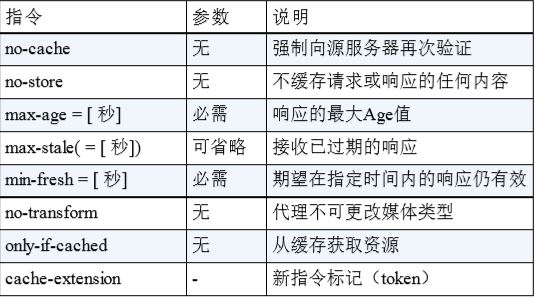 指令 参数 说明
no-cache 无 强制向源服务器再次验证
no-store 无 不缓存请求或响应的任何内容
max-age = [ 秒] 必需 响应的最大Age值
max-stale( = [ 秒]) 可省略 接收已过期的响应
min-fresh = [ 秒] 必需 期望在指定时间内的响应仍有效
no-transform 无 代理不可更改媒体类型
only-if-cached 无 从缓存获取资源
cache-extension - 新指令标记（token）